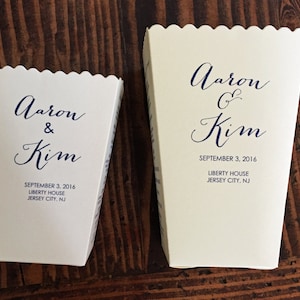 Aaron
&
Kim
SEPTEMBER 3, 2016
LIBERTY HOUSE
JERSEY CITY, NJ
Aaron
&
Kim
SEPTEMBER 3, 2016
LIBERTY HOUSE
JERSEY CITY, NJ